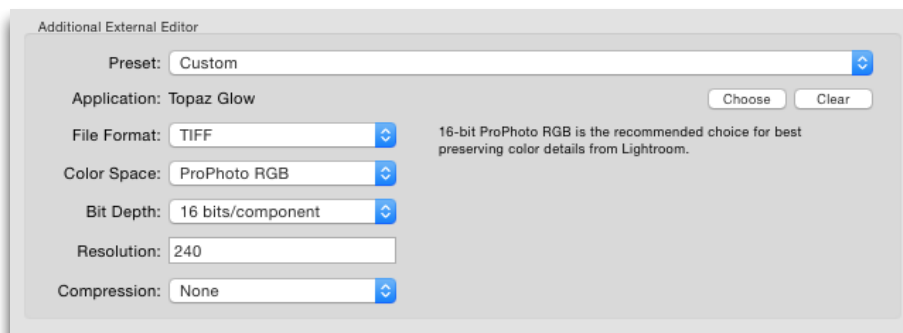 Additional External Editor
Preset: Custom
Application: Topaz Glow Choose Clear
File Format: TIFF
16-bit ProPhoto RGB is the recommended choice for best
preserving color details from Lightroom.
Color Space: ProPhoto RGB
Bit Depth: 16 bits/component
Resolution: 240
Compression: None